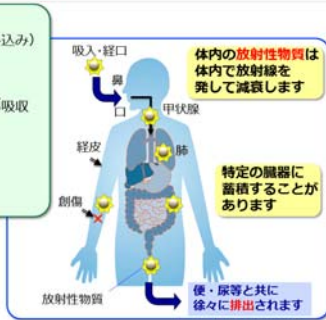 込み）
吸収
吸入・経口
鼻
口
甲状腺
肺
経皮
創傷
放射性物質
体内の放射性物質は
体内で放射線を
発して減衰します
特定の臓器に
蓄積することが
あります
便・尿等と共に
徐々に排出されます